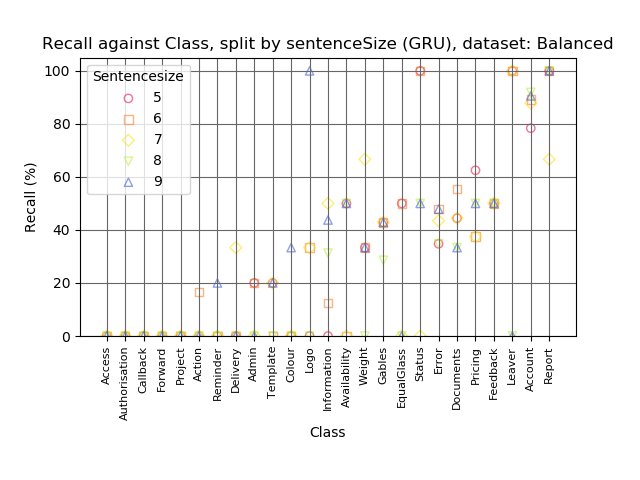 Recall against Class, split by sentenceSize (GRU), dataset: Balanced
Sentencesize
5
6
7
8
9
Recall (%)
100
80
60
40
20
0
Access
Authorisation
Callback
Forward
Project
Action
Reminder
Delivery
Admin
Template
Colour
Logo
Information
Availability
Weight
Gables
EqualGlass
Status
Error
Documents
Pricing
Feedback
Leaver
Account
Report
Class